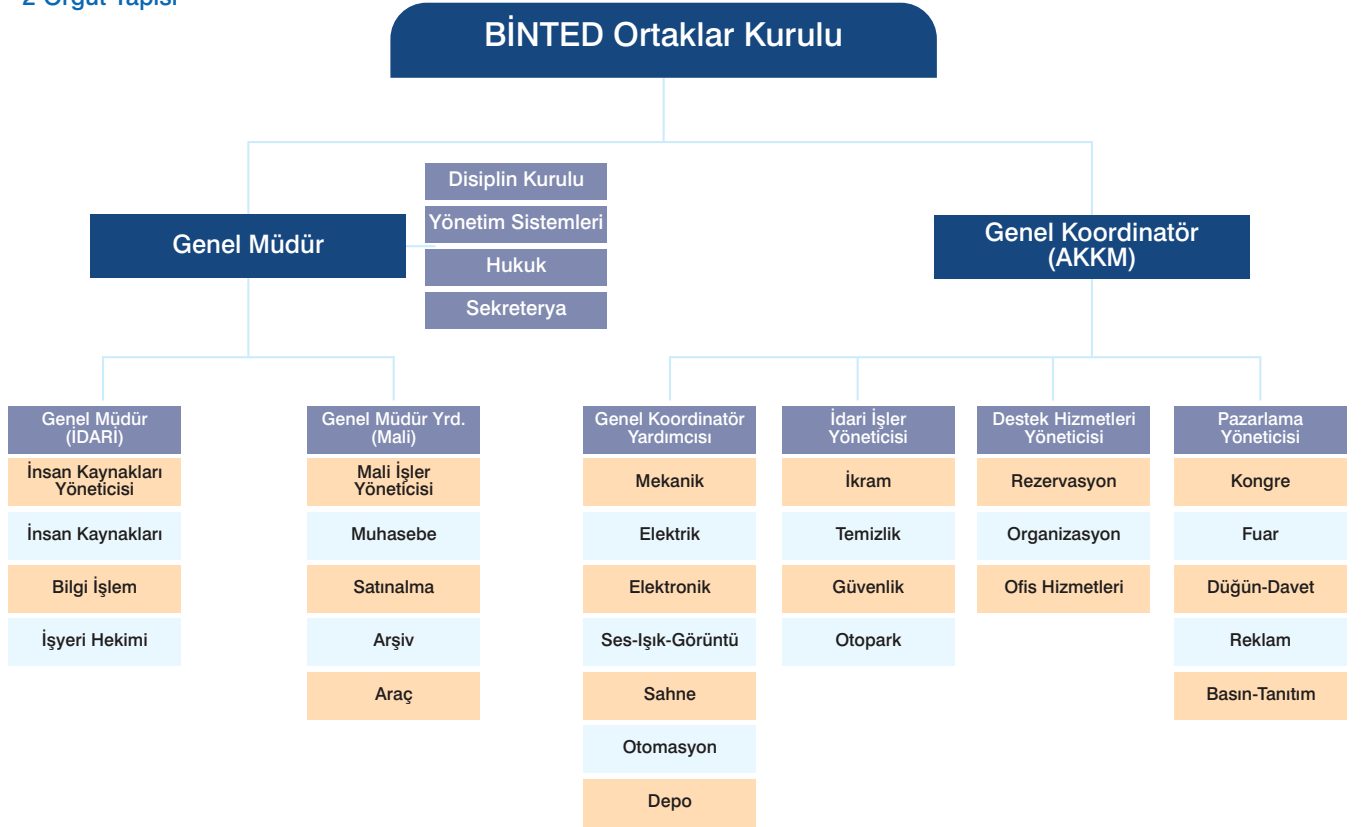 2 Örgüt Yapısı
BİNTED Ortaklar Kurulu
Disiplin Kurulu
Yönetim Sistemleri
Hukuk
Sekreterya
Genel Müdür
Genel Koordinatör
(AKKM)
Genel Müdür
(İDARİ)
İnsan Kaynakları
Yöneticisi
İnsan Kaynakları
Bilgi İşlem
İşyeri Hekimi
Genel Müdür Yrd.
(Mali)
Mali İşler
Yöneticisi
Muhasebe
Satınalma
Arşiv
Araç
Genel Koordinatör
Yardımcısı
Mekanik
Elektrik
Elektronik
Ses-Işık-Görüntü
Sahne
Otomasyon
Depo
İdari İşler
Yöneticisi
İkram
Temizlik
Güvenlik
Otopark
Destek Hizmetleri
Yöneticisi
Rezervasyon
Organizasyon
Ofis Hizmetleri
Pazarlama
Yöneticisi
Kongre
Fuar
Düğün-Davet
Reklam
Basın-Tanıtım